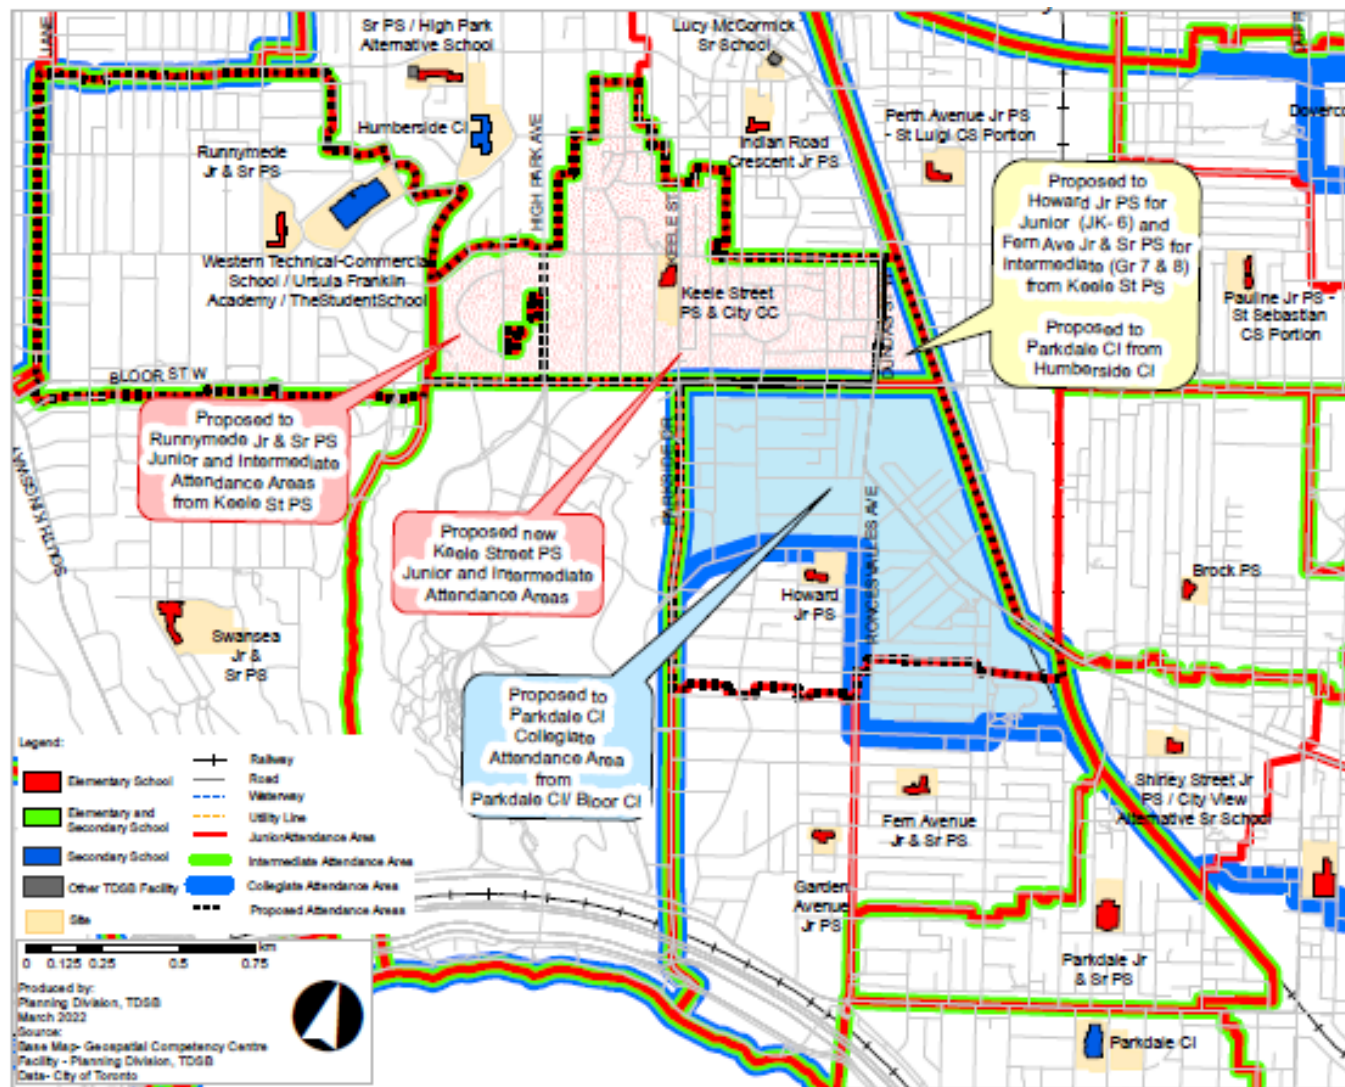 Sr PS / High Park
Alternative School
Lucy McCormick
Sr School
LANE
Humberside CI
Runnymede
Jr & Sr PS
HIGH PARK AVE
Indian Road
Crescent Jr PS
Perth Avenue Jr PS
- St Luigi CS Portion
Western Technical-Commercial
School / Ursula Franklin
Academy / TheStudentSchool
KEELE ST
Keele Street
PS & City CC
DUNDAS ST
Proposed to
Howard Jr PS for
Junior (JK- 6) and
Fern Ave Jr & Sr PS for
Intermediate (Gr 7 & 8)
from Keele St PS
Proposed to
Parkdale CI from
Humberside CI
Pauline Jr PS -
St Sebastian
CS Portion
BLOOR ST W
Proposed to
Runnymede Jr & Sr PS
Junior and Intermediate
Attendance Areas
from Keele St PS
SOUTH KINGSWAY
PARKSIDE DR
RONCESVALLES AVE
Proposed new
Keele Street PS
Junior and Intermediate
Attendance Areas
Howard
Jr PS
Brock PS
Swansea
Jr &
Sr PS
Proposed to
Parkdale CI
Collegiate
Attendance Area
from
Parkdale CI/ Bloor CI
Fern Avenue
Jr & Sr PS
Shirley Street Jr
PS / City View
Alternative Sr School
Garden
Avenue
Jr PS
Parkdale Jr
& Sr PS
Parkdale CI
Legend:
Elementary School
Elementary and
Secondary School
Secondary School
Other TDSB Facility
Site
Railway
Road
Waterway
Utility Line
JuniorAttendance Area
Intermediate Attendance Area
Collegiate Attendance Area
Proposed Attendance Areas
km
0 0.125 0.25 0.5 0.75
Produced by:
Planning Division, TDSB
March 2022
Source:
Base Map- Geospatial Competency Centre
Facility - Planning Division, TDSB
Data- City of Toronto